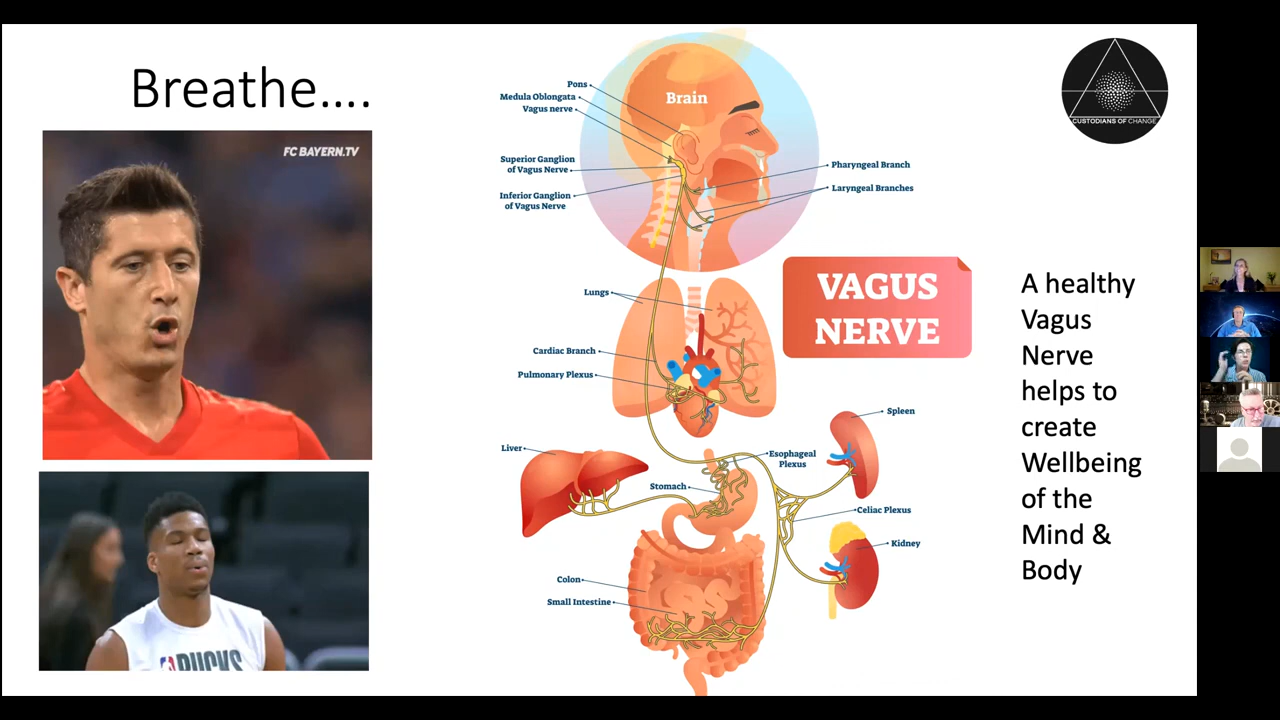 Breathe....
FC BAYERN.TV
BUCKS
Pons
Medula Oblongata
Vagus nerve
Superior Ganglion
of Vagus Nerve
Inferior Ganglion
of Vagus Nerve
Brain
Pharyngeal Branch
Laryngeal Branches
VAGUS
NERVE
Lungs
Cardiac Branch
Pulmonary Plexus
Liver
Stomach
Esophageal
Plexus
Spleen
Celiac Plexus
Kidney
Colon
Small Intestine
CUSTODIANS OF CHANGE
A healthy
Vagus
Nerve
helps to
create
Wellbeing
of the
Mind &
Body